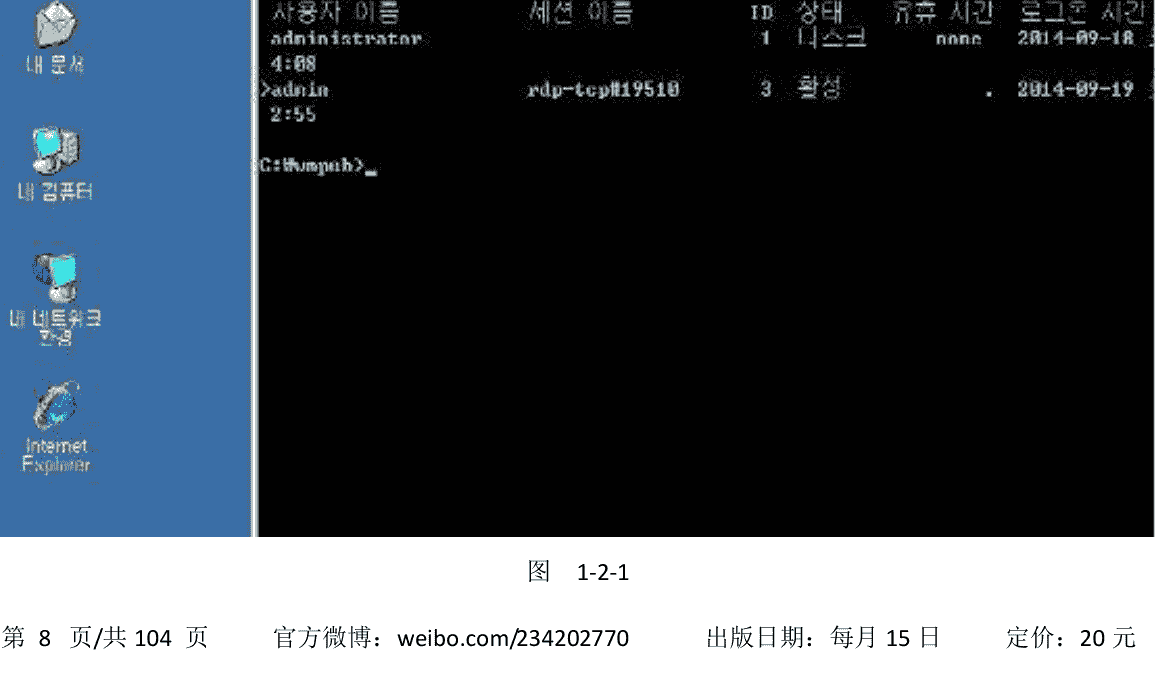 내 문서
내 컴퓨터
내 네트워크
환경
Internet
Explorer
사용자 이름 세션 이름 ID 상태 유휴 시간 로그온 시간
administrator 1 디스크 none 2014-09-18
4:08
>admin rdp-tcp#19510 3 활성 . 2014-09-19
2:55
图 1-2-1
第 8 页/共 104 页 官方微博：weibo.com/234202770 出版日期：每月 15 日 定价：20 元